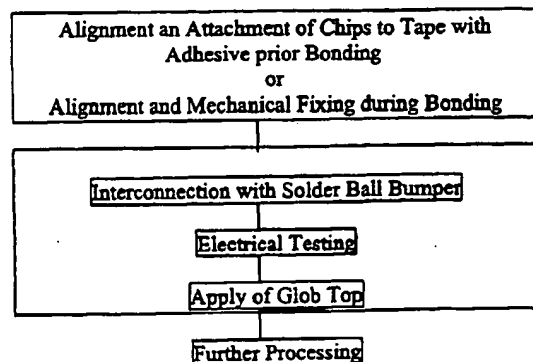 Alignment an Attachment of Chips to Tape with
Adhesive prior Bonding
or
Alignment and Mechanical Fixing during Bonding
Interconnection with Solder Ball Bumper
Electrical Testing
Apply of Glob Top
Further Processing